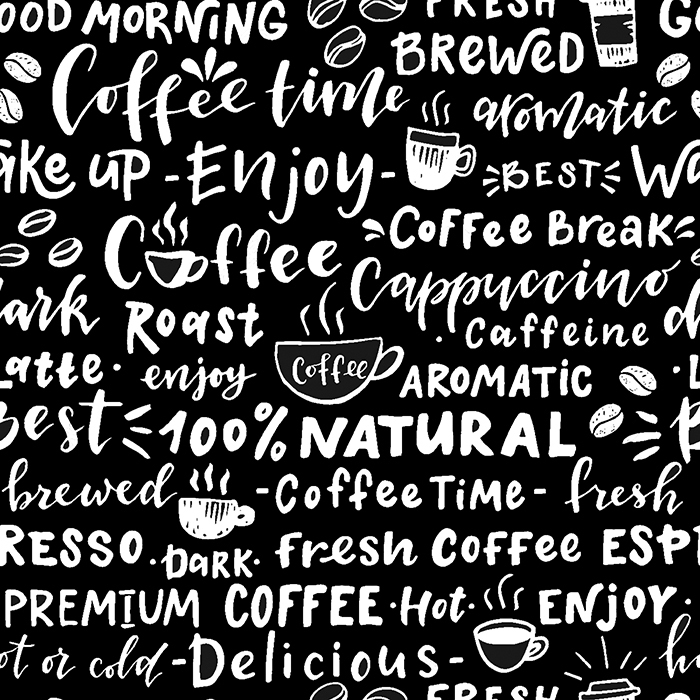 OOD MORNING FRESH G
Coffee time BREWED
aromatic
ake up -Enjoy- BEST Wa
Coffee Coffee Break
Cappuccino d
ark Roast Caffeine
Latte. enjoy Coffee AROMATIC
Best 100% NATURAL
brewed -Coffee Time- fresh
RESSO. DARK. fresh Coffee ESPR
PREMIUM COFFEE .Hot. ENJOY.
ot or cold -Delicious- ho
FRESH